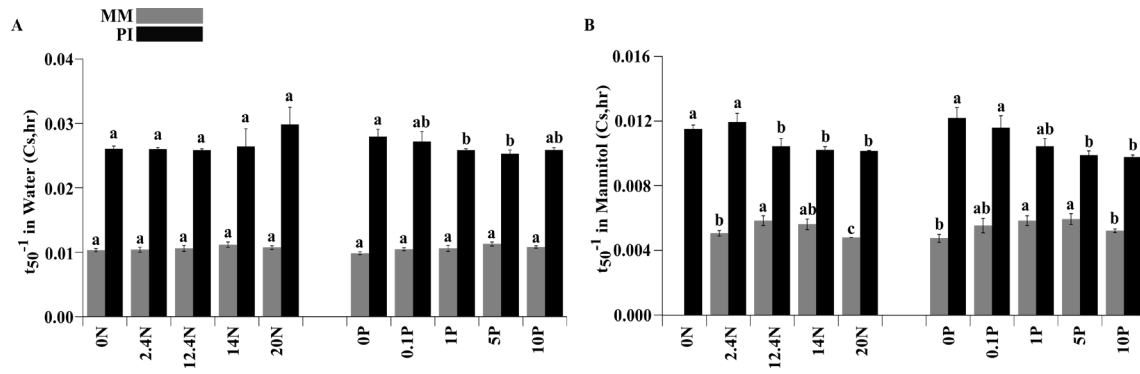 MM
PI
A
t50-1 in Water (Cs,hr)
0.04
0.03
0.02
0.01
0.00
a a a a a a ab b b ab
a a a a a a a a a a
0N 2.4N 12.4N 14N 20N 0P 0.1P 1P 5P 10P
B
t50-1 in Mannitol (Cs,hr)
0.016
0.012
0.008
0.004
0.000
a a b b b a a ab b b
b a ab c b ab a a b
0N 2.4N 12.4N 14N 20N 0P 0.1P 1P 5P 10P